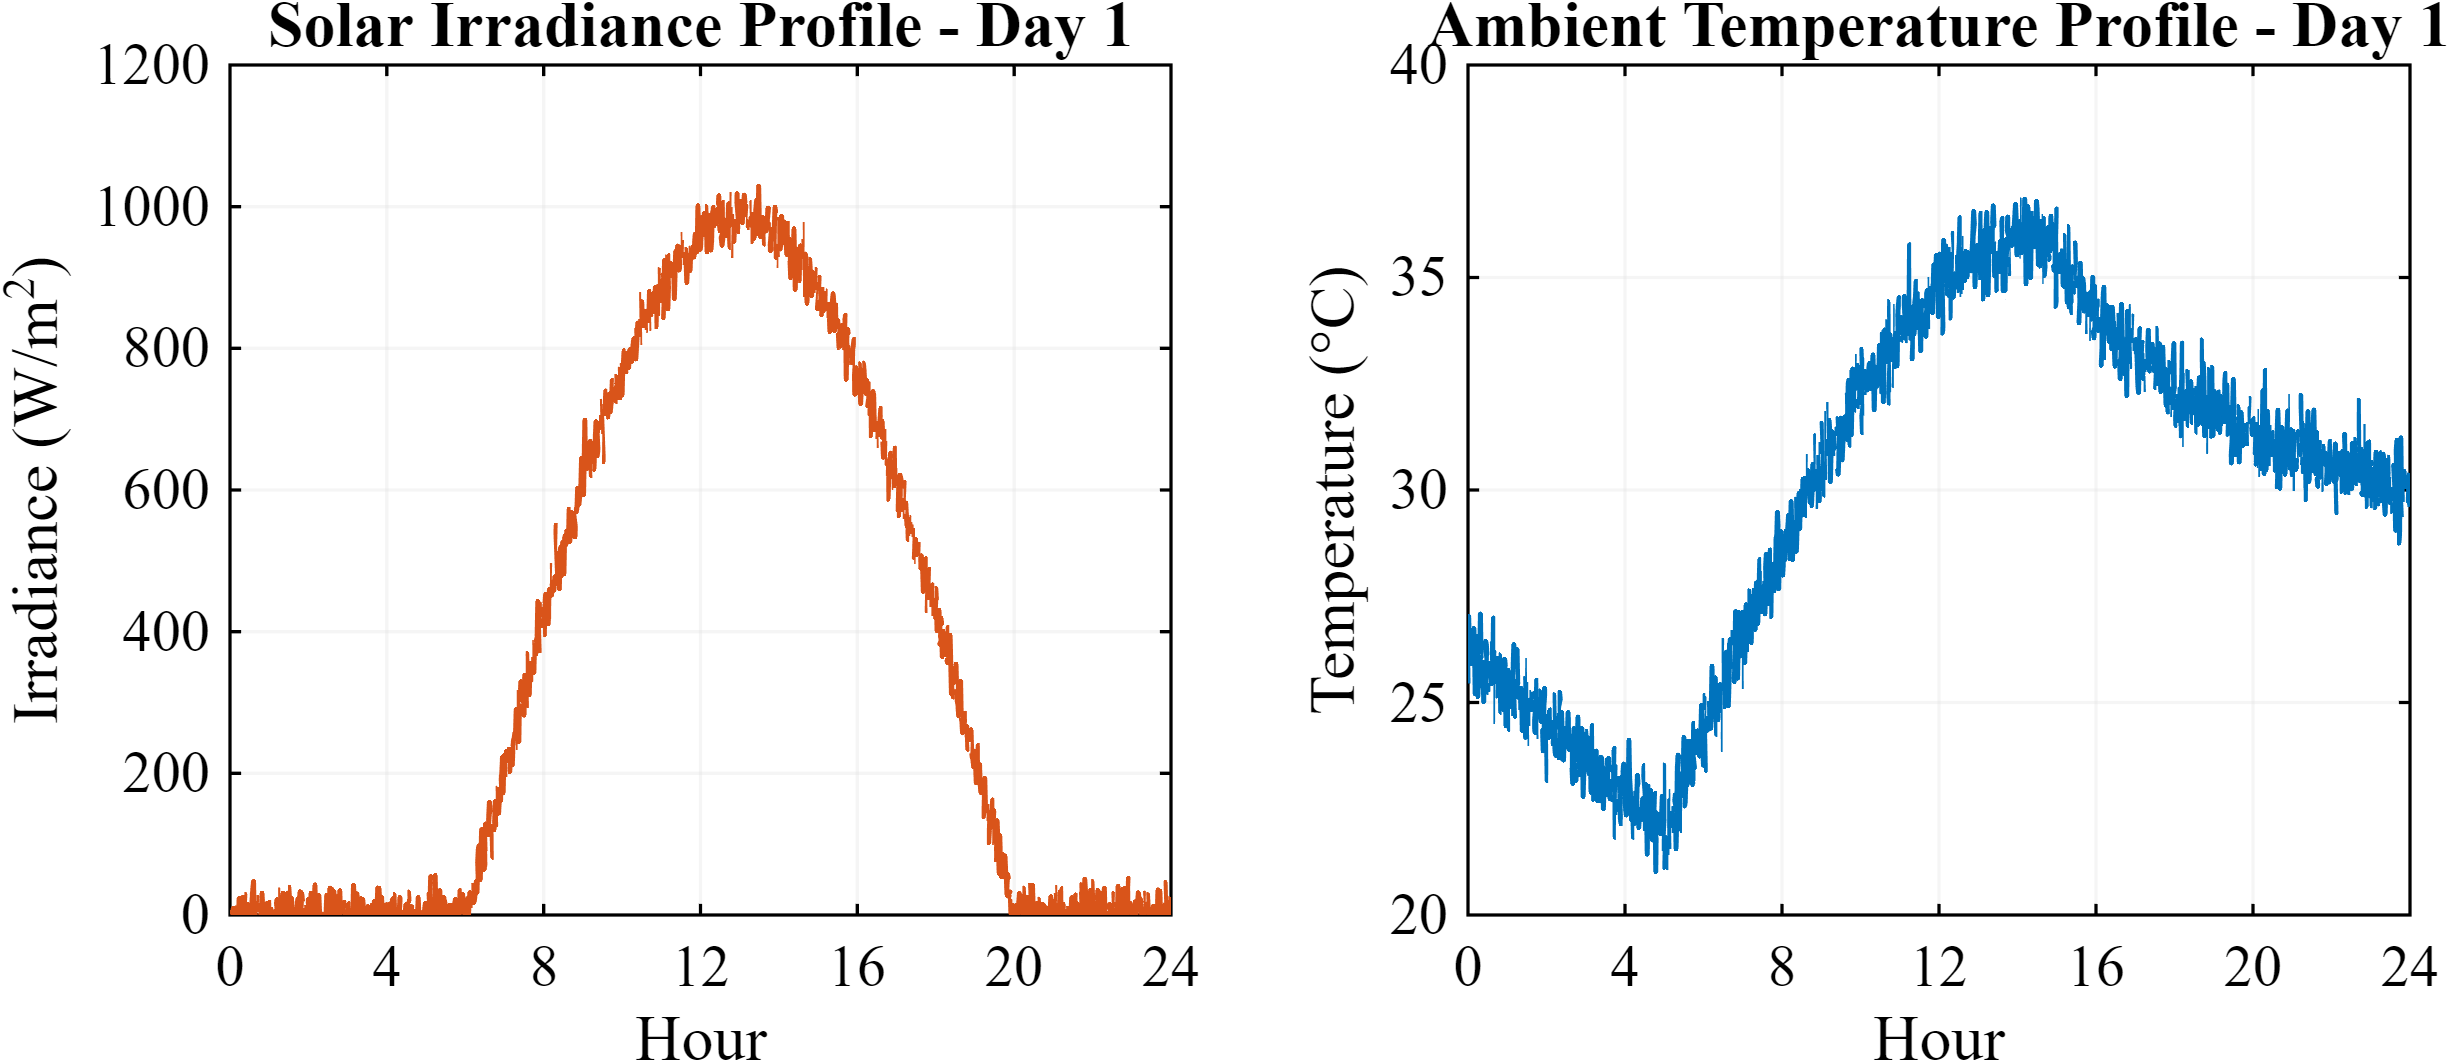 Solar Irradiance Profile - Day 1
1200
1000
800
600
400
200
0
Irradiance (W/m²)
0 4 8 12 16 20 24
Hour
Ambient Temperature Profile - Day 1
40
35
30
25
20
Temperature (°C)
0 4 8 12 16 20 24
Hour